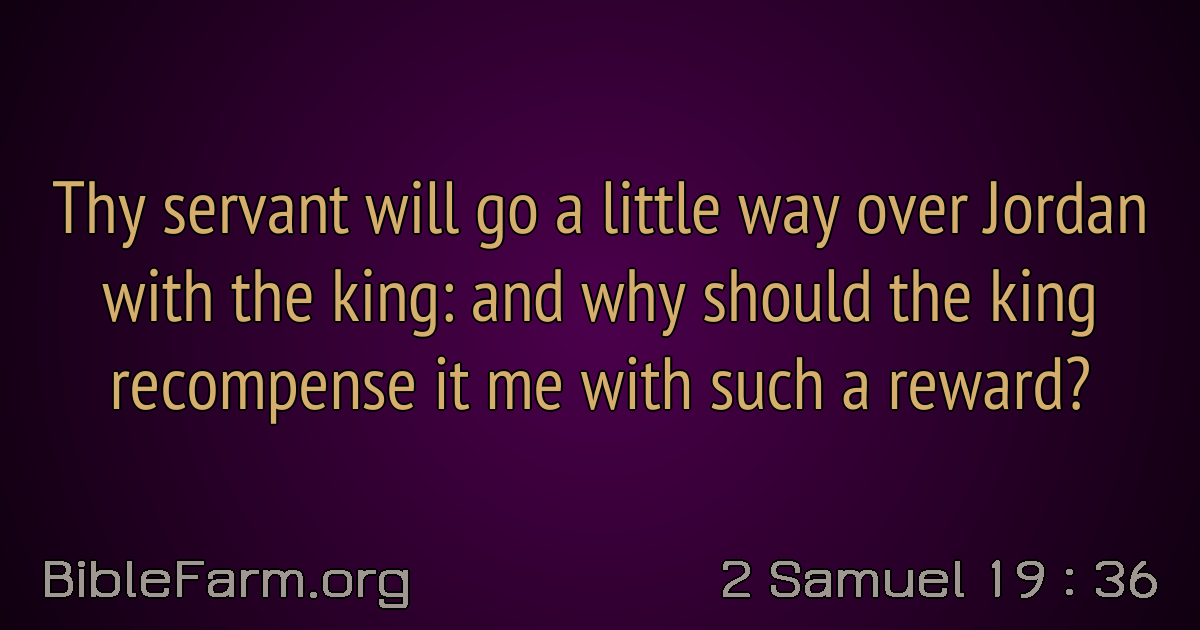 Thy servant will go a little way over Jordan
with the king: and why should the king
recompense it me with such a reward?
BibleFarm.org
2 Samuel 19 : 36